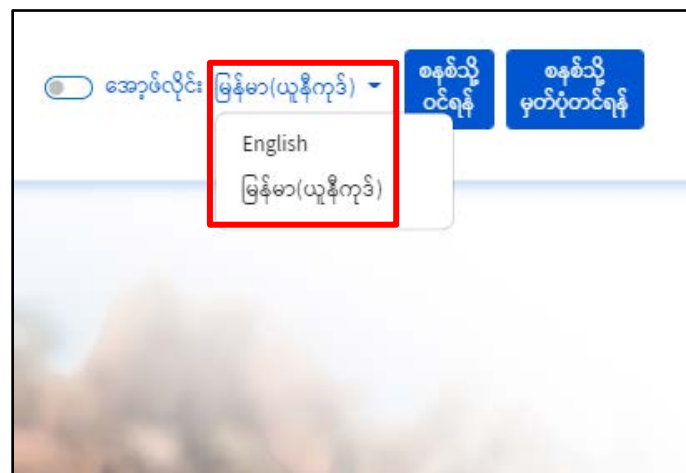 အော့ဖ်လိုင်း
မြန်မာ(ယူနီကုဒ်)
စနစ်သို့
ဝင်ရန်
စနစ်သို့
မှတ်ပုံတင်ရန်
English
မြန်မာ(ယူနီကုဒ်)